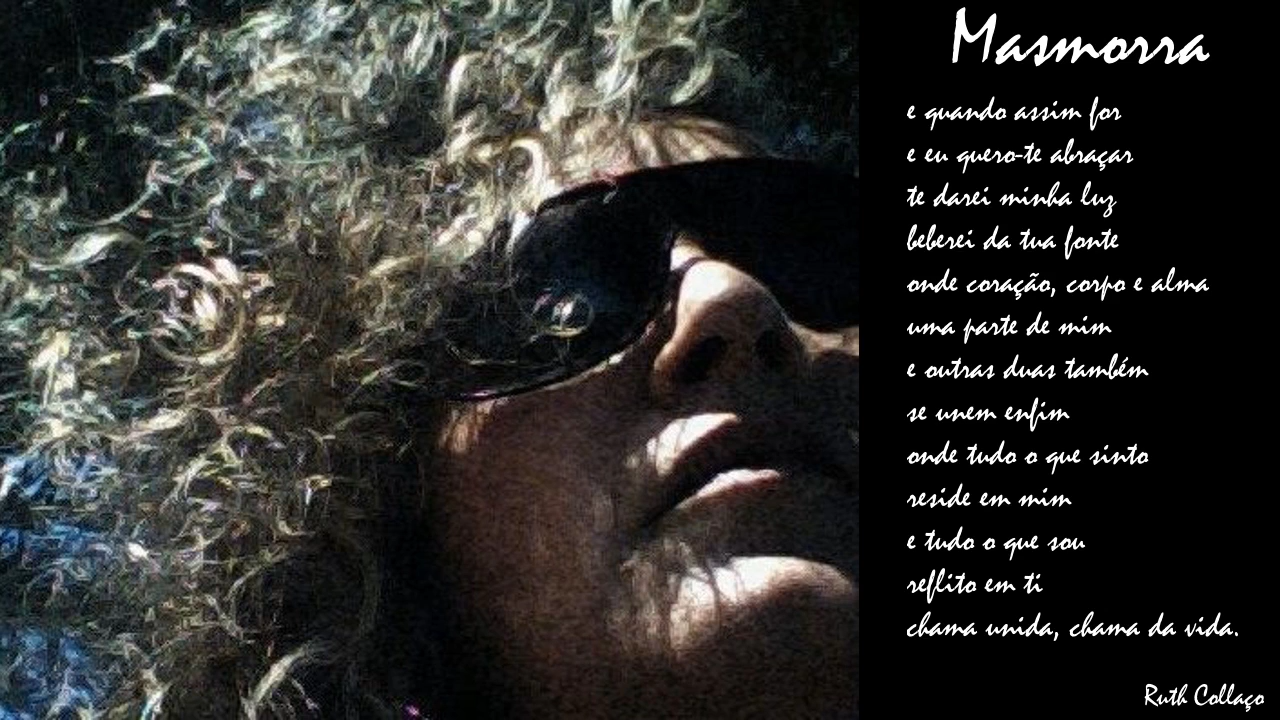 Masmorra
e quando assim for
e eu quero-te abraçar
te darei minha luz
beberei da tua fonte
onde coração, corpo e alma
uma parte de mim
e outras duas também
se unem enfim
onde tudo o que sinto
reside em mim
e tudo o que sou
reflito em ti
chama unida, chama da vida.
Ruth Collaço